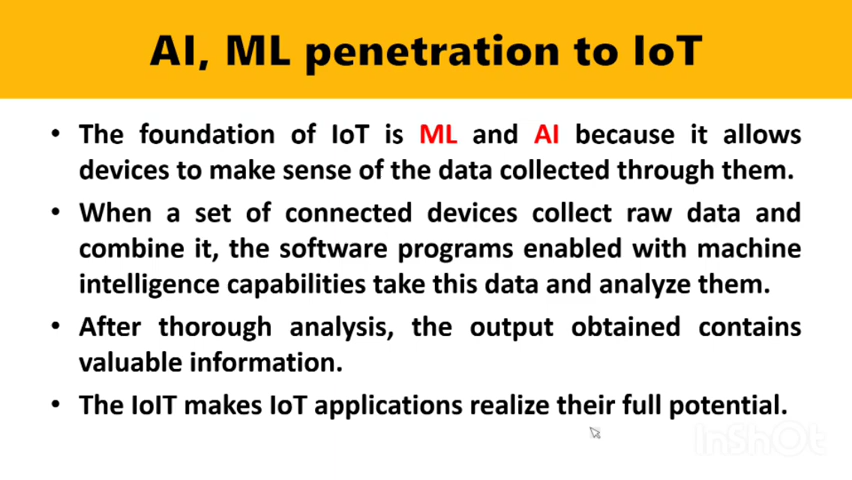 AI, ML penetration to IoT
• The foundation of IoT is ML and AI because it allows
devices to make sense of the data collected through them.
• When a set of connected devices collect raw data and
combine it, the software programs enabled with machine
intelligence capabilities take this data and analyze them.
• After thorough analysis, the output obtained contains
valuable information.
• The IoIT makes IoT applications realize their full potential.
InShOt